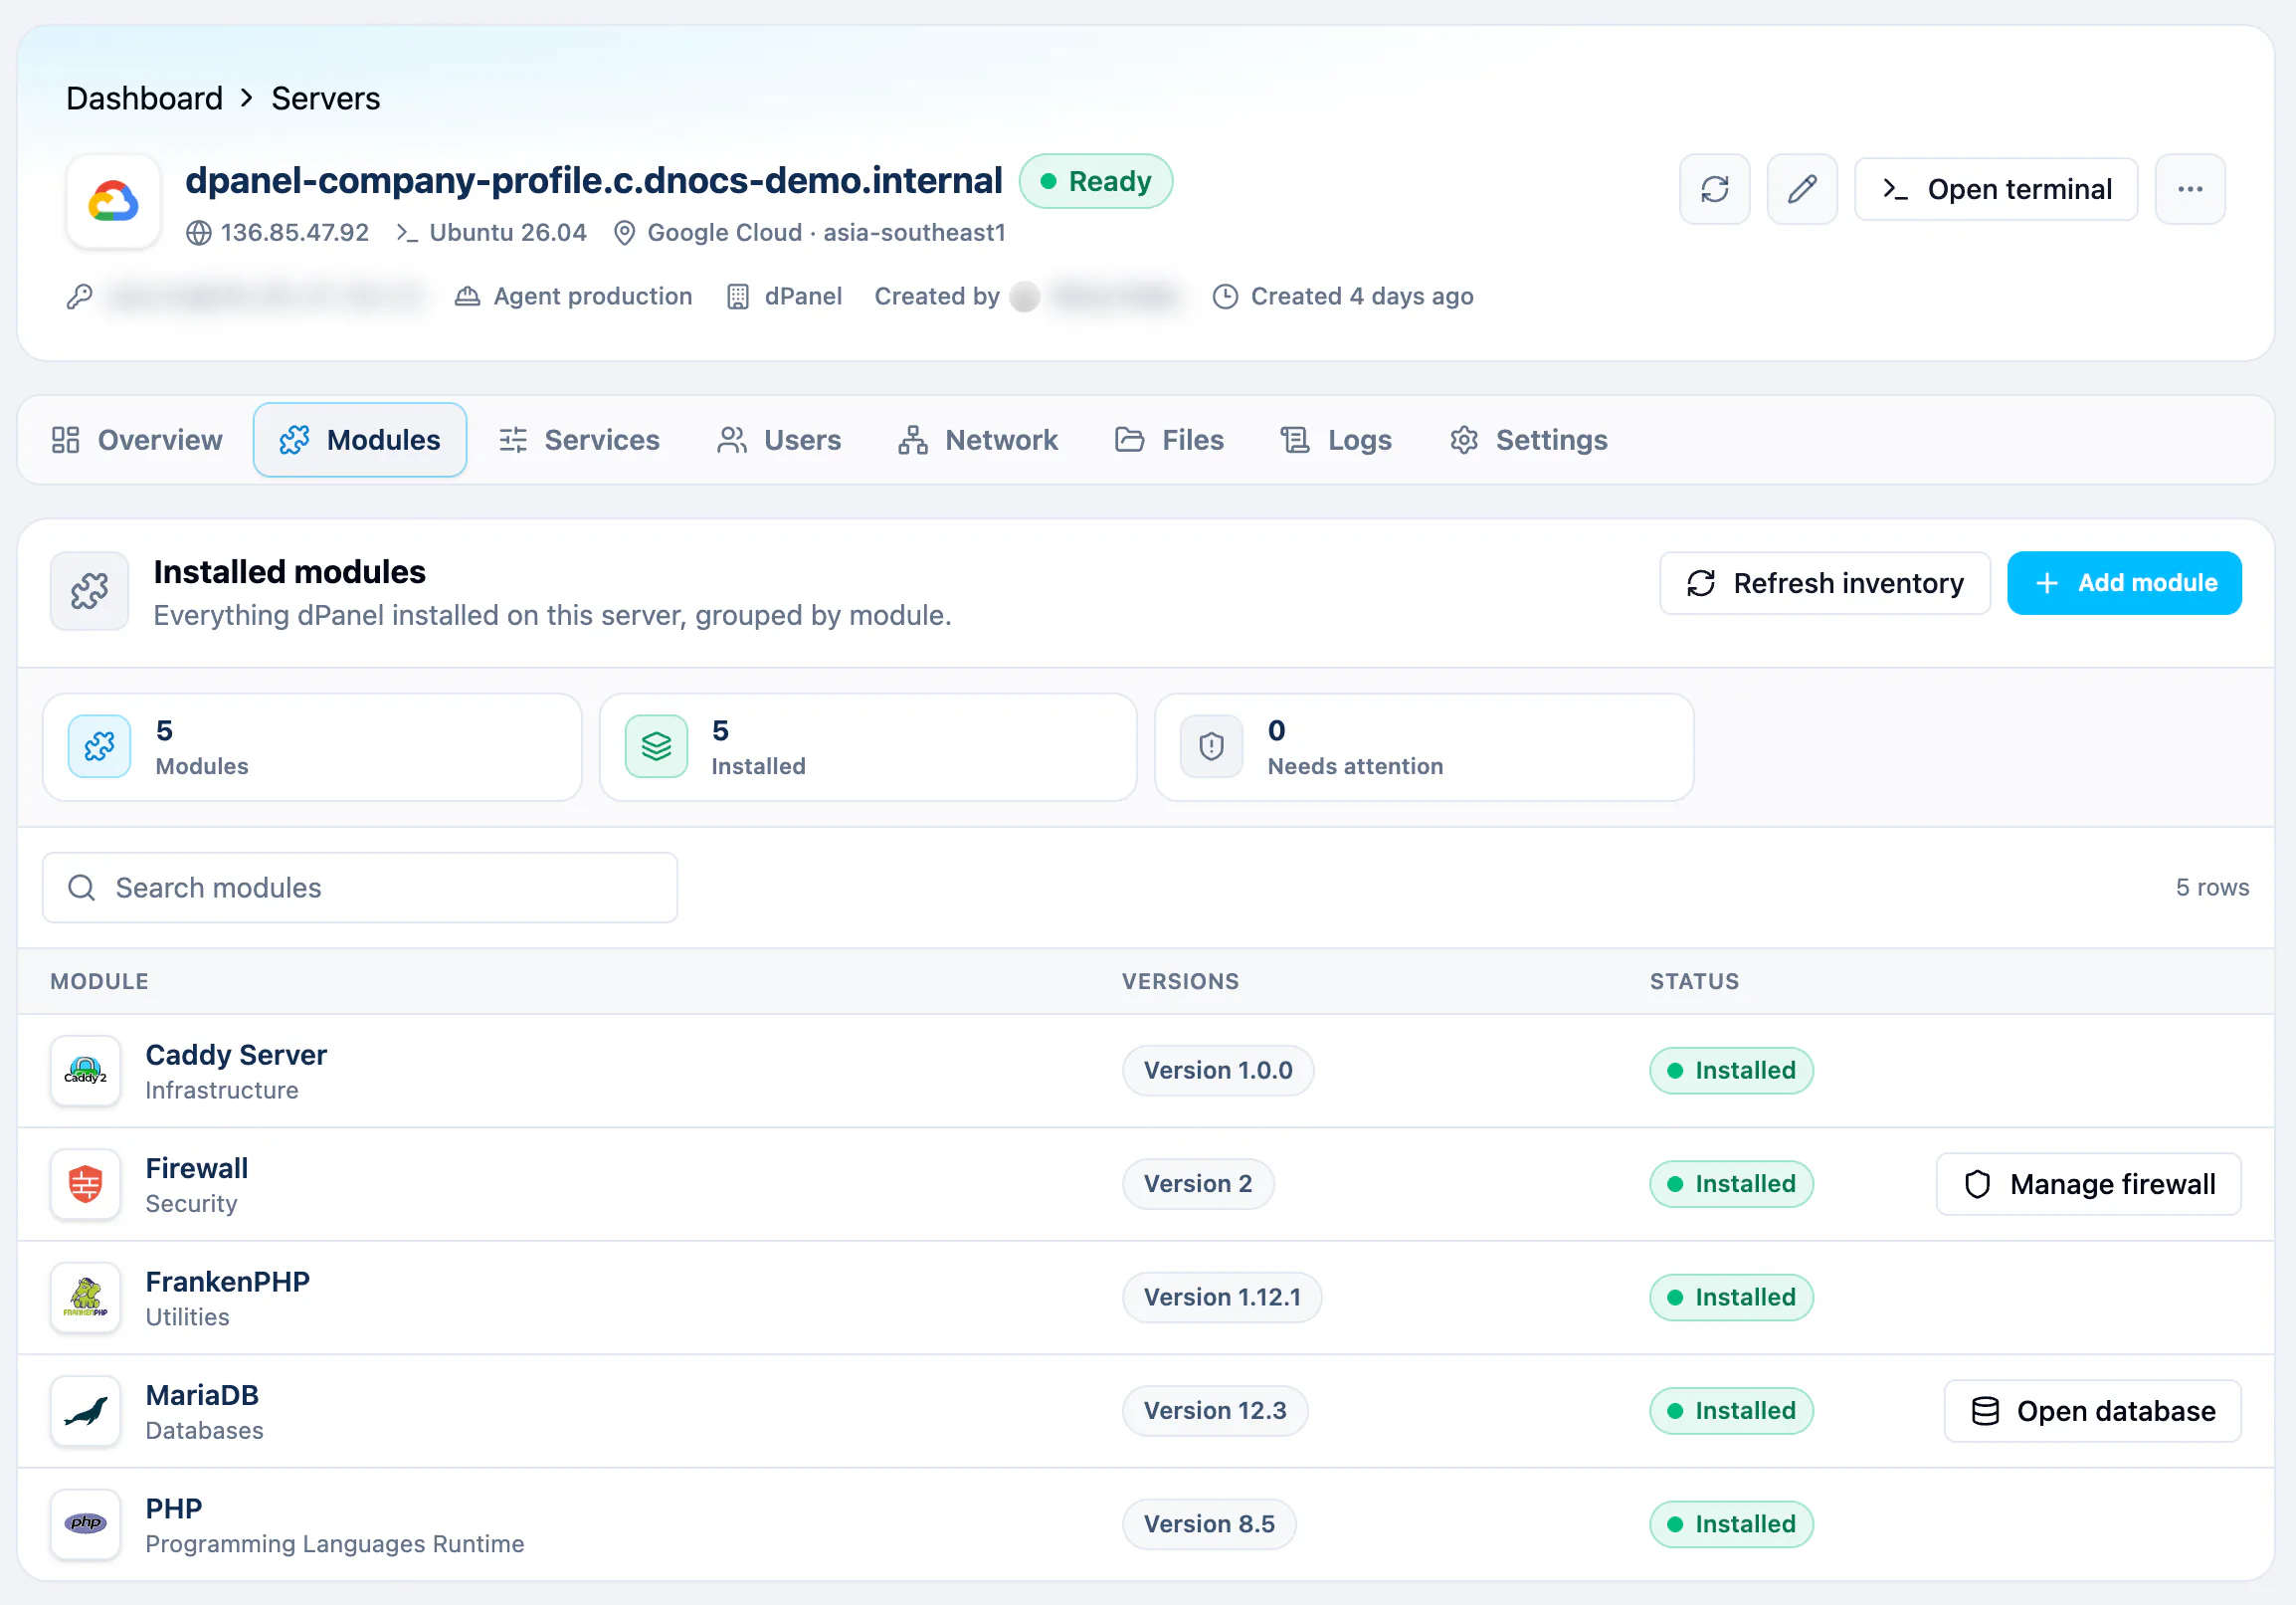 Dashboard > Servers
dpanel-company-profile.c.dnocs-demo.internal
Ready
136.85.47.92
Ubuntu 26.04
Google Cloud · asia-southeast1
Open terminal
Agent production
dPanel
Created by
Created 4 days ago
Overview
Modules
Services
Users
Network
Files
Logs
Settings
Installed modules
Everything dPanel installed on this server, grouped by module.
Refresh inventory
Add module
5
Modules
5
Installed
0
Needs attention
Search modules
5 rows
MODULE
VERSIONS
STATUS
Caddy 2
Caddy Server
Infrastructure
Version 1.0.0
Installed
Firewall
Security
Version 2
Installed
Manage firewall
FRANKENPHP
FrankenPHP
Utilities
Version 1.12.1
Installed
MariaDB
Databases
Version 12.3
Installed
Open database
php
PHP
Programming Languages Runtime
Version 8.5
Installed